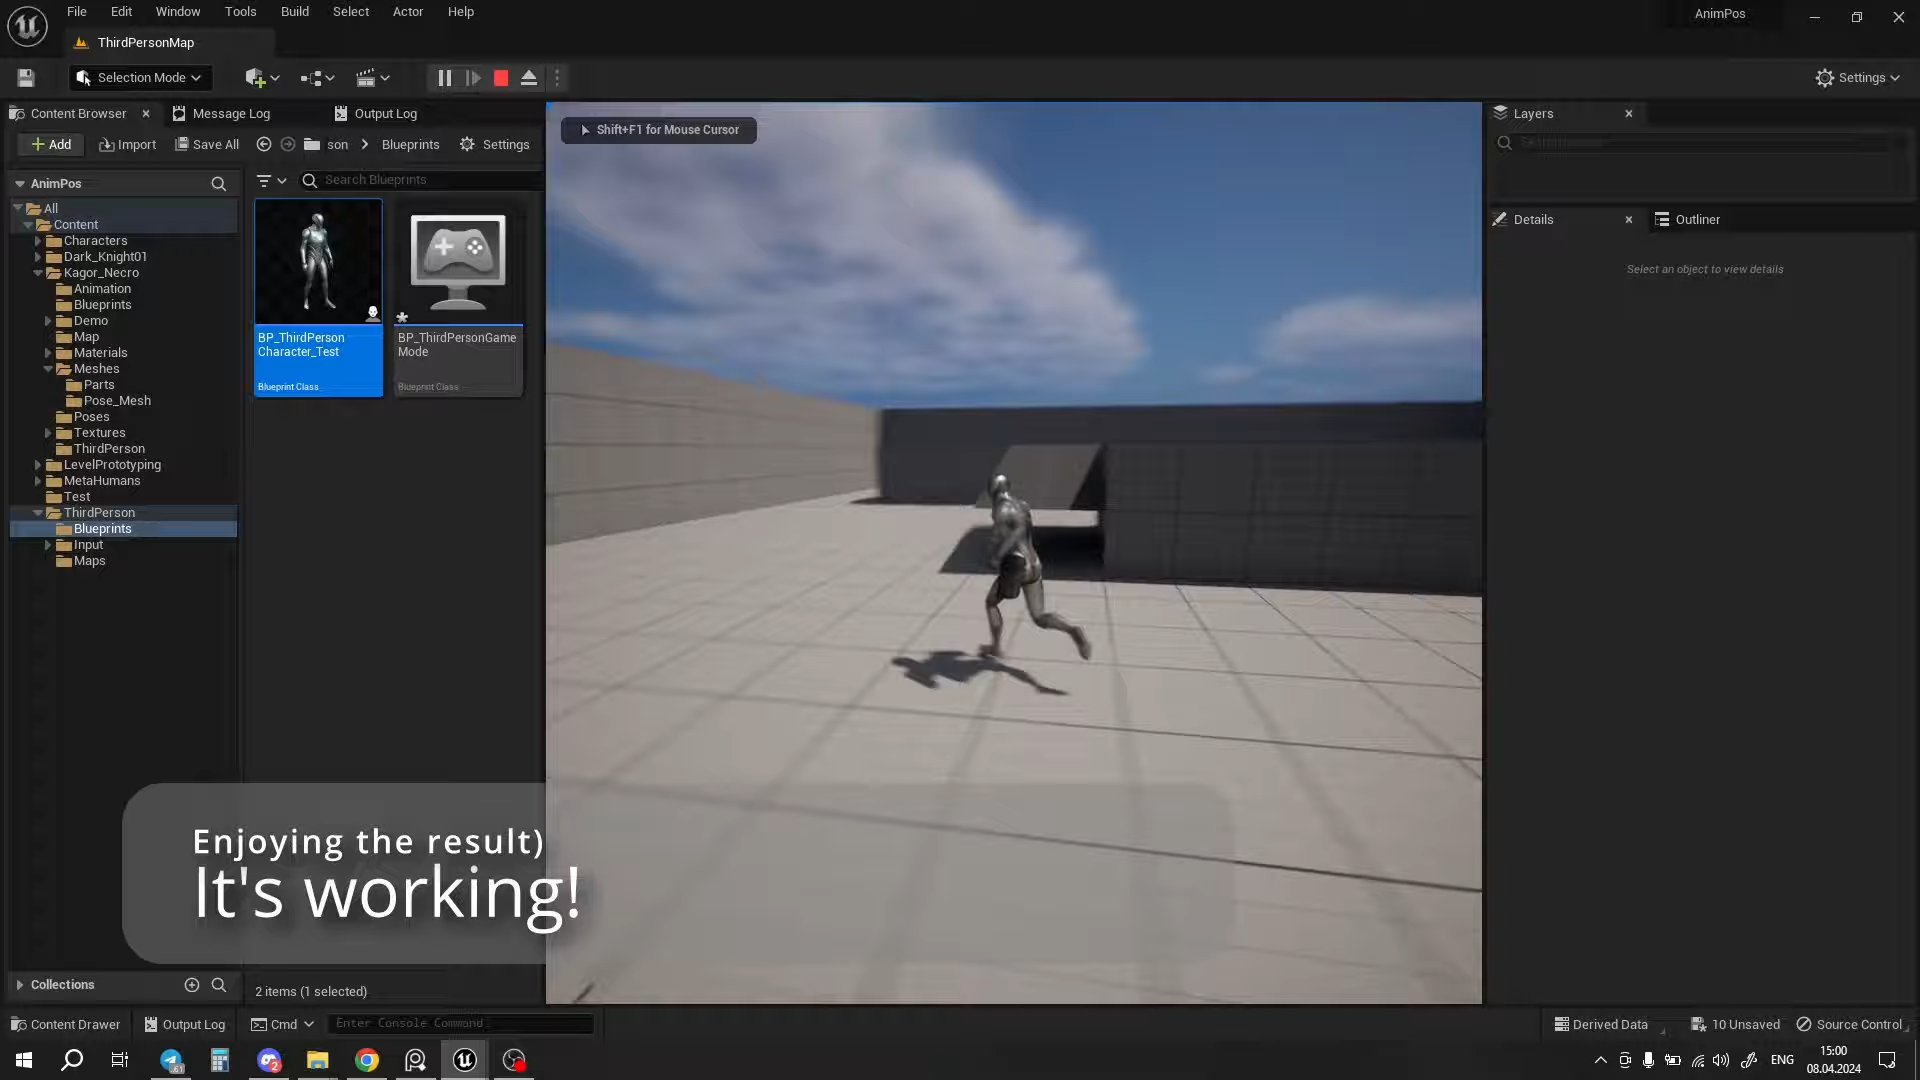 File Edit Window Tools Build Select Actor Help
AnimPos
ThirdPersonMap
Selection Mode
Settings
Content Browser
Message Log
Output Log
Layers
Shift+F1 for Mouse Cursor
Add
Import
Save All
son
Blueprints
Settings
AnimPos
Search Blueprints
All
Content
Characters
Dark_Knight01
Kagor_Necro
Animation
Blueprints
Demo
Map
Materials
Meshes
Parts
Pose_Mesh
Poses
Textures
ThirdPerson
LevelPrototyping
MetaHumans
Test
ThirdPerson
Blueprints
Input
Maps
BP_ThirdPerson
Character_Test
Blueprint Class
BP_ThirdPersonGame
Mode
Blueprint Class
Details
Outliner
Select an object to view details
Enjoying the result)
It's working!
Collections
2 items (1 selected)
Content Drawer
Output Log
Cmd
Enter Console Command
Derived Data
10 Unsaved
Source Control
61
2
ENG
15:00
08.04.2024